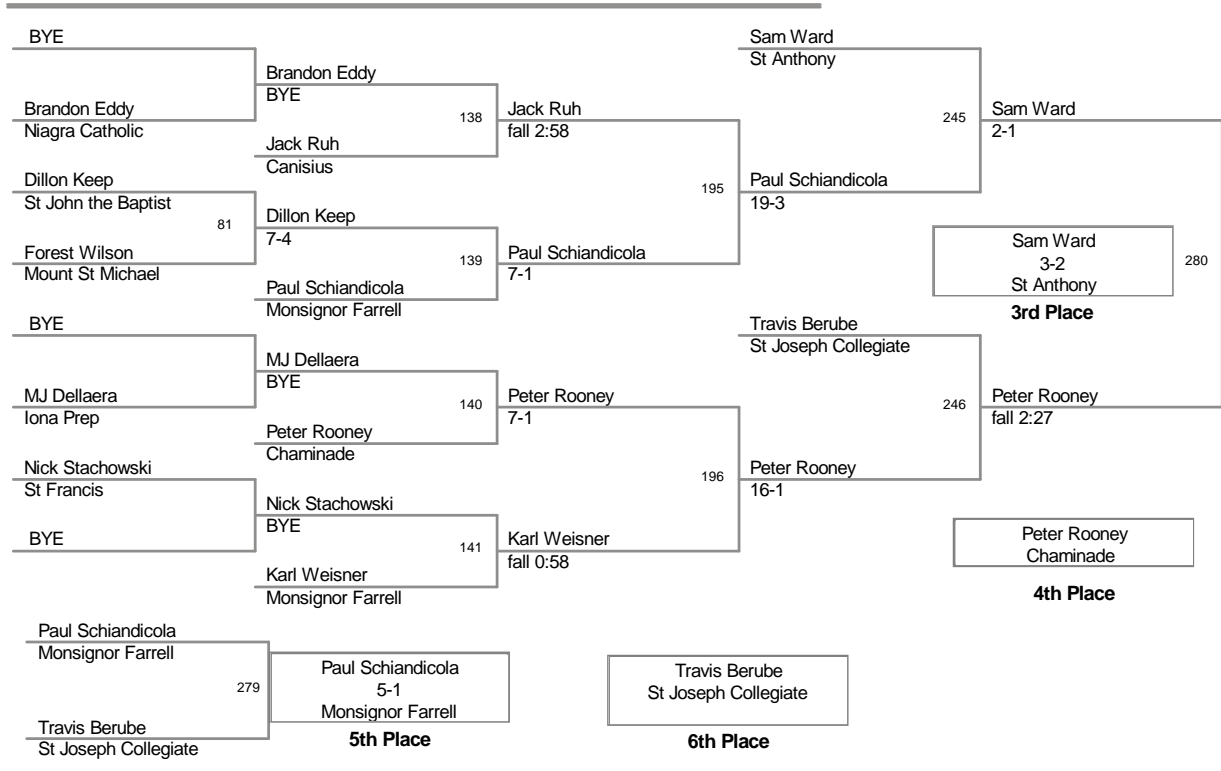 BYE
Brandon Eddy
Niagra Catholic
Dillon Keep
St John the Baptist
81
Forest Wilson
Mount St Michael
BYE
MJ Dellaera
Iona Prep
Nick Stachowski
St Francis
BYE
Brandon Eddy
BYE
138
Jack Ruh
Canisius
Dillon Keep
7-4
139
Paul Schiandicola
Monsignor Farrell
MJ Dellaera
BYE
140
Peter Rooney
Chaminade
Nick Stachowski
BYE
141
Karl Weisner
Monsignor Farrell
Jack Ruh
fall 2:58
195
Paul Schiandicola
7-1
Peter Rooney
7-1
196
Karl Weisner
fall 0:58
Sam Ward
St Anthony
245
Paul Schiandicola
19-3
Travis Berube
St Joseph Collegiate
246
Peter Rooney
16-1
Sam Ward
2-1
Sam Ward
3-2
St Anthony
280
3rd Place
Peter Rooney
fall 2:27
Peter Rooney
Chaminade
4th Place
Paul Schiandicola
Monsignor Farrell
279
Travis Berube
St Joseph Collegiate
Paul Schiandicola
5-1
Monsignor Farrell
5th Place
Travis Berube
St Joseph Collegiate
6th Place